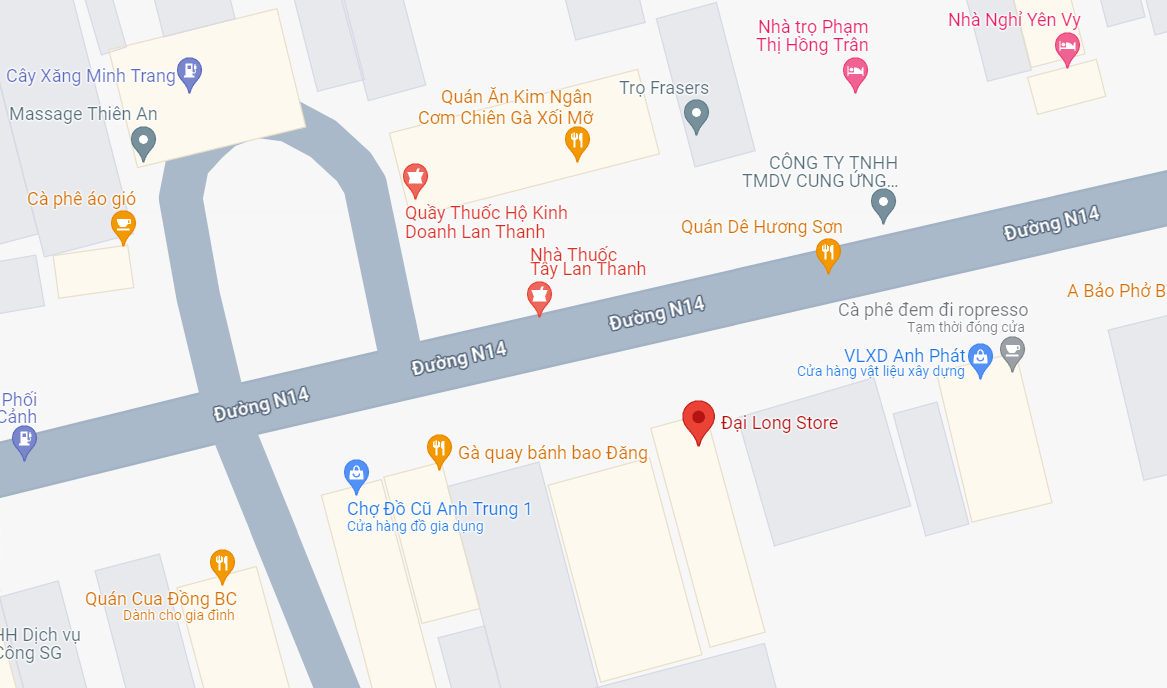 Nhà Nghỉ Yên Vy
Nhà trọ Phạm
Thị Hồng Trân
Cây Xăng Minh Trang
Trọ Frasers
Quán Ăn Kim Ngân
Cơm Chiên Gà Xối Mỡ
Massage Thiên An
CÔNG TY TNHH
TMDV CUNG ỨNG...
Cà phê áo gió
Quầy Thuốc Hộ Kinh
Doanh Lan Thanh
Quán Dê Hương Sơn
Đường N14
Nhà Thuốc
Tây Lan Thanh
A Bảo Phở B
Đường N14
Cà phê đem đi ropresso
Tạm thời đóng cửa
Đường N14
VLXD Anh Phát
Cửa hàng vật liệu xây dựng
Đường N14
Phối
Cảnh
Đại Long Store
Gà quay bánh bao Đăng
Chợ Đồ Cũ Anh Trung 1
Cửa hàng đồ gia dụng
Quán Cua Đồng BC
Dành cho gia đình
HH Dịch vụ
Công SG